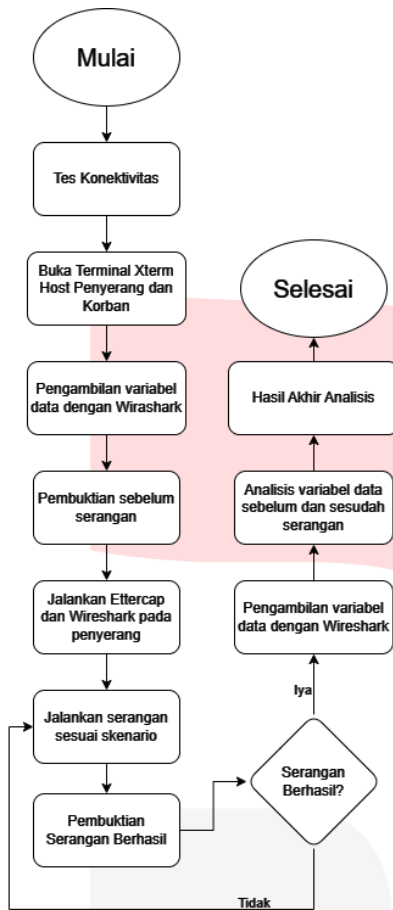 Mulai
Tes Konektivitas
Buka Terminal Xterm
Host Penyerang dan
Korban
Pengambilan variabel
data dengan Wirashark
Pembuktian sebelum
serangan
Jalankan Ettercap
dan Wireshark pada
penyerang
Jalankan serangan
sesuai skenario
Pembuktian
Serangan Berhasil
Serangan
Berhasil?
Tidak
Iya
Pengambilan variabel
data dengan Wireshark
Analisis variabel data
sebelum dan sesudah
serangan
Hasil Akhir Analisis
Selesai